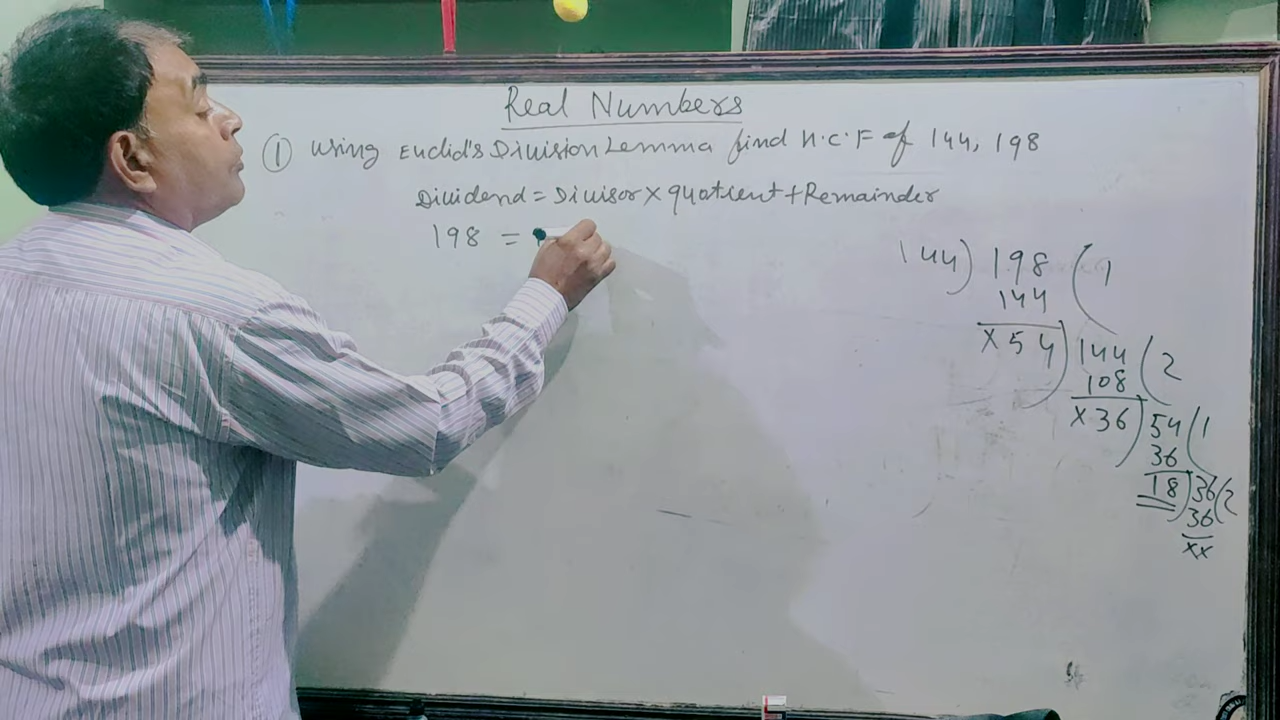 Real Numbers
① Using Euclid's Division Lemma find H.C.F of 144, 198
Dividend = Divisor × quotient + Remainder
198 =
144) 198 (1
144
×54) 144 (2
108
×36) 54 (1
36
18) 36 (2
36
××